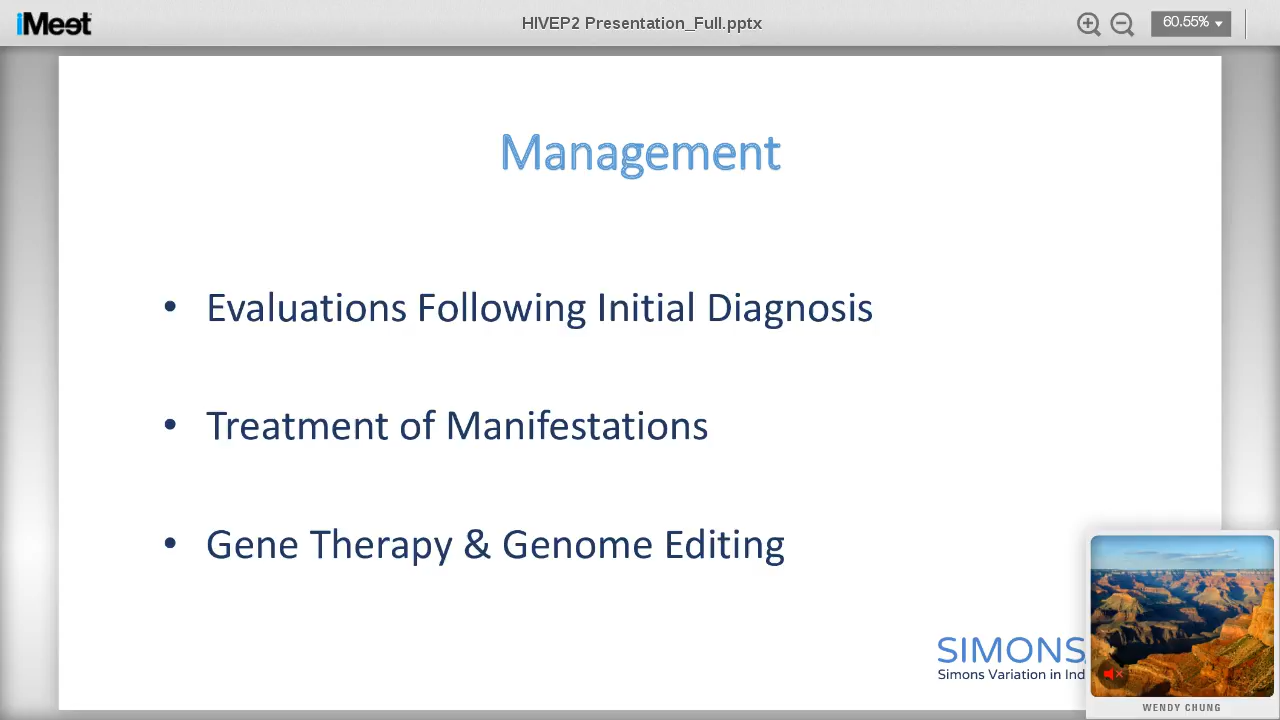 iMeet
HIVEP2 Presentation_Full.pptx
60.55%
Management
• Evaluations Following Initial Diagnosis
• Treatment of Manifestations
• Gene Therapy & Genome Editing
SIMONS
Simons Variation in Ind
WENDY CHUNG